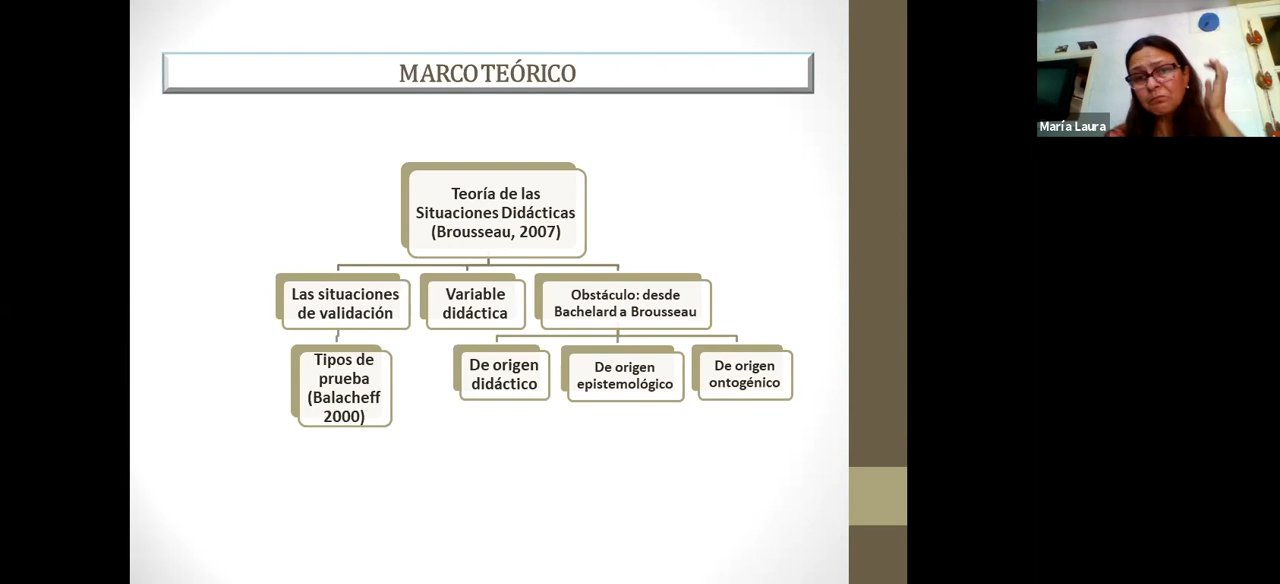 MARCO TEÓRICO
María Laura
Teoría de las
Situaciones Didácticas
(Brousseau, 2007)
Las situaciones
de validación
Variable
didáctica
Obstáculo: desde
Bachelard a Brousseau
Tipos de
prueba
(Balacheff
2000)
De origen
didáctico
De origen
epistemológico
De origen
ontogénico